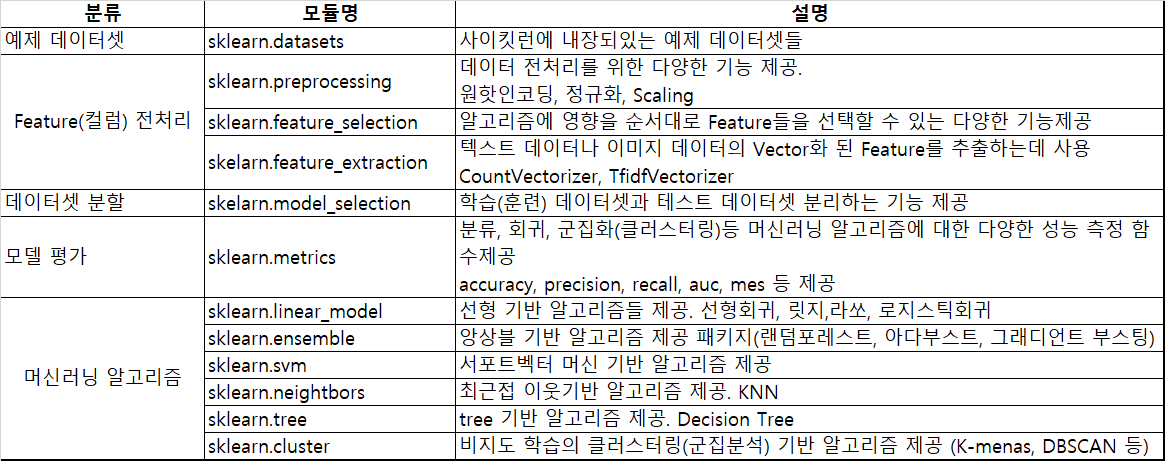 분류 모듈명 설명
예제 데이터셋 sklearn.datasets 사이킷런에 내장되있는 예제 데이터셋들
Feature(컬럼) 전처리
sklearn.preprocessing
데이터 전처리를 위한 다양한 기능 제공.
원핫인코딩, 정규화, Scaling
sklearn.feature_selection 알고리즘에 영향을 순서대로 Feature들을 선택할 수 있는 다양한 기능제공
skelarn.feature_extraction
텍스트 데이터나 이미지 데이터의 Vector화 된 Feature를 추출하는데 사용
CountVectorizer, TfidfVectorizer
데이터셋 분할 skelarn.model_selection 학습(훈련) 데이터셋과 테스트 데이터셋 분리하는 기능 제공
모델 평가 sklearn.metrics
분류, 회귀, 군집화(클러스터링)등 머신러닝 알고리즘에 대한 다양한 성능 측정 함
수제공
accuracy, precision, recall, auc, mes 등 제공
머신러닝 알고리즘
sklearn.linear_model 선형 기반 알고리즘들 제공. 선형회귀, 릿지,라쏘, 로지스틱회귀
sklearn.ensemble 앙상블 기반 알고리즘 제공 패키지(랜덤포레스트, 아다부스트, 그래디언트 부스팅)
sklearn.svm 서포트벡터 머신 기반 알고리즘 제공
sklearn.neightbors 최근접 이웃기반 알고리즘 제공. KNN
sklearn.tree tree 기반 알고리즘 제공. Decision Tree
sklearn.cluster 비지도 학습의 클러스터링(군집분석) 기반 알고리즘 제공 (K-menas, DBSCAN 등)